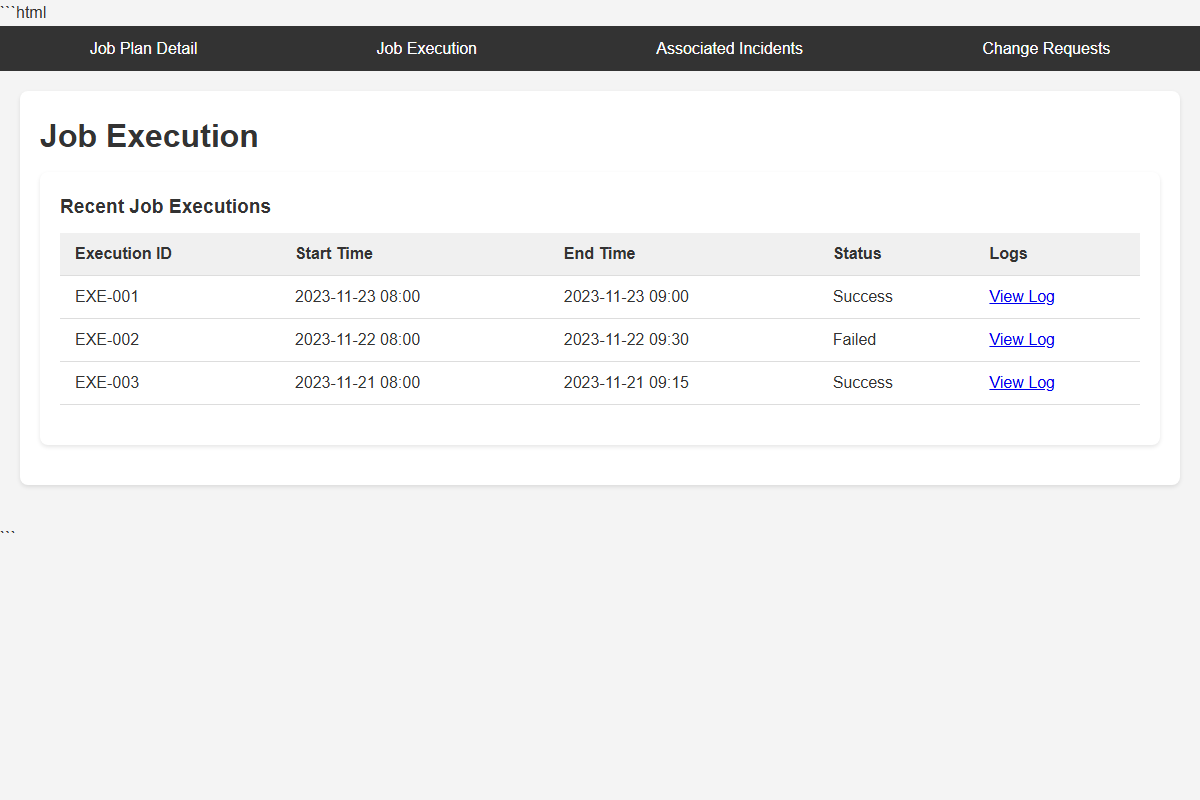 ```html
Job Plan Detail Job Execution Associated Incidents Change Requests
Job Execution
Recent Job Executions
Execution ID Start Time End Time Status Logs
EXE-001 2023-11-23 08:00 2023-11-23 09:00 Success View Log
EXE-002 2023-11-22 08:00 2023-11-22 09:30 Failed View Log
EXE-003 2023-11-21 08:00 2023-11-21 09:15 Success View Log
```